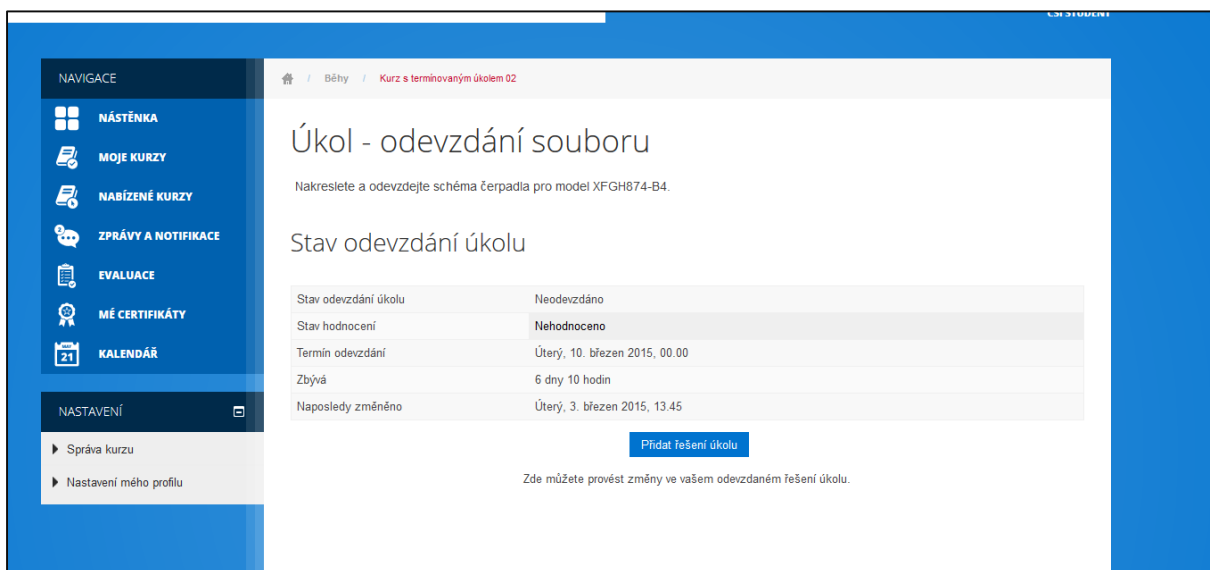 CSI STUDENT
NAVIGACE
NÁSTĚNKA
MOJE KURZY
NABÍZENÉ KURZY
2
ZPRÁVY A NOTIFIKACE
EVALUACE
MÉ CERTIFIKÁTY
21
KALENDÁŘ
NASTAVENÍ
Správa kurzu
Nastavení mého profilu
/ Běhy / Kurz s termínovaným úkolem 02
Úkol - odevzdání souboru
Nakreslete a odevzdejte schéma čerpadla pro model XFGH874-B4.
Stav odevzdání úkolu
Stav odevzdání úkolu Neodevzdáno
Stav hodnocení Nehodnoceno
Termín odevzdání Úterý, 10. březen 2015, 00.00
Zbývá 6 dny 10 hodin
Naposledy změněno Úterý, 3. březen 2015, 13.45
Přidat řešení úkolu
Zde můžete provést změny ve vašem odevzdaném řešení úkolu.